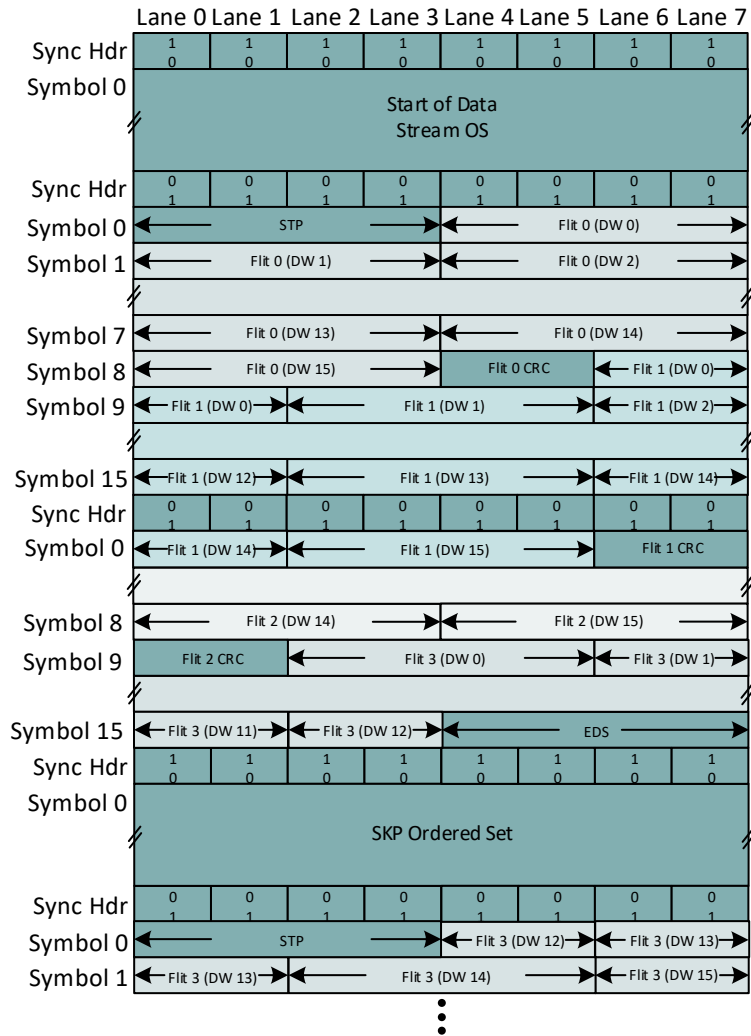 Lane 0 Lane 1 Lane 2 Lane 3 Lane 4 Lane 5 Lane 6 Lane 7
Sync Hdr 1 0 1 0 1 0 1 0 1 0 1 0 1 0 1 0
Symbol 0
Start of Data
Stream OS
Sync Hdr 0 1 0 1 0 1 0 1 0 1 0 1 0 1 0 1
Symbol 0 STP Flit 0 (DW 0)
Symbol 1 Flit 0 (DW 1) Flit 0 (DW 2)
Symbol 7 Flit 0 (DW 13) Flit 0 (DW 14)
Symbol 8 Flit 0 (DW 15) Flit 0 CRC Flit 1 (DW 0)
Symbol 9 Flit 1 (DW 0) Flit 1 (DW 1) Flit 1 (DW 2)
Symbol 15 Flit 1 (DW 12) Flit 1 (DW 13) Flit 1 (DW 14)
Sync Hdr 0 1 0 1 0 1 0 1 0 1 0 1 0 1 0 1
Symbol 0 Flit 1 (DW 14) Flit 1 (DW 15) Flit 1 CRC
Symbol 8 Flit 2 (DW 14) Flit 2 (DW 15)
Symbol 9 Flit 2 CRC Flit 3 (DW 0) Flit 3 (DW 1)
Symbol 15 Flit 3 (DW 11) Flit 3 (DW 12) EDS
Sync Hdr 1 0 1 0 1 0 1 0 1 0 1 0 1 0 1 0
Symbol 0
SKP Ordered Set
Sync Hdr 0 1 0 1 0 1 0 1 0 1 0 1 0 1 0 1
Symbol 0 STP Flit 3 (DW 12) Flit 3 (DW 13)
Symbol 1 Flit 3 (DW 13) Flit 3 (DW 14) Flit 3 (DW 15)